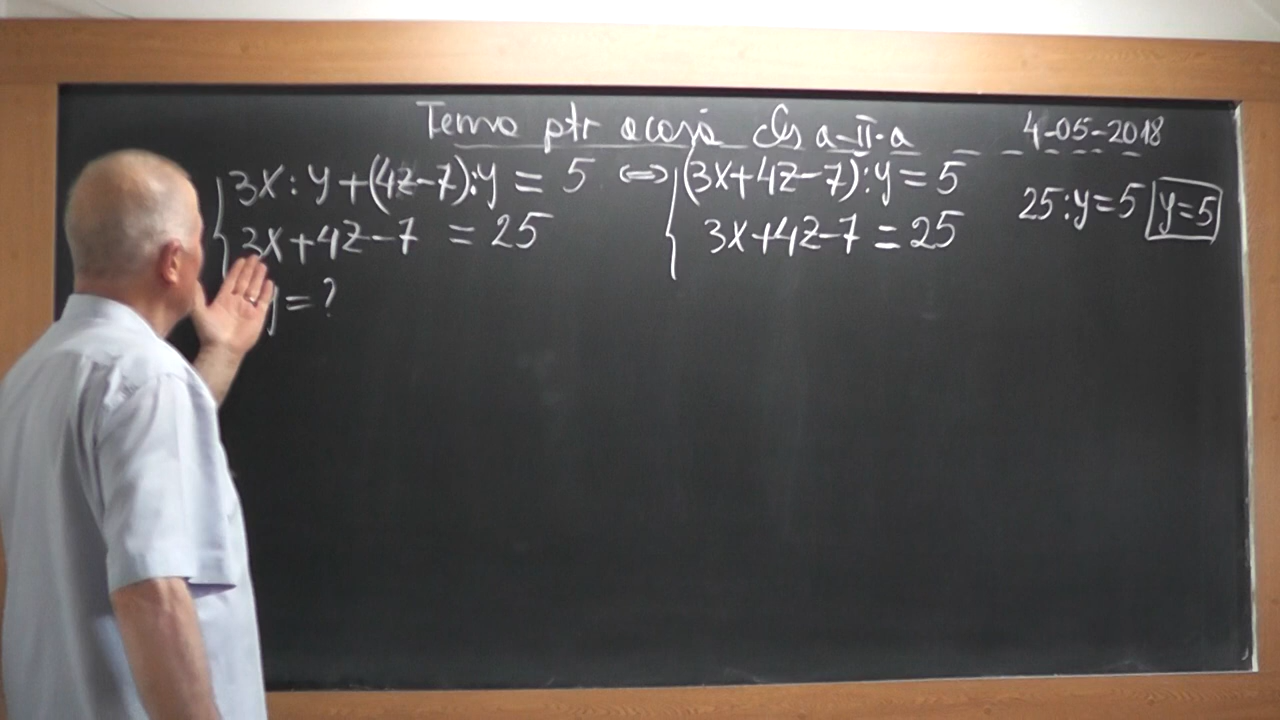 Tema ptr acasă cls a-II-a 4-05-2018
3x:y+(4z-7):y = 5 <=> (3x+4z-7):y=5 25:y=5 y=5
3x+4z-7 = 25 3x+4z-7=25
y=?